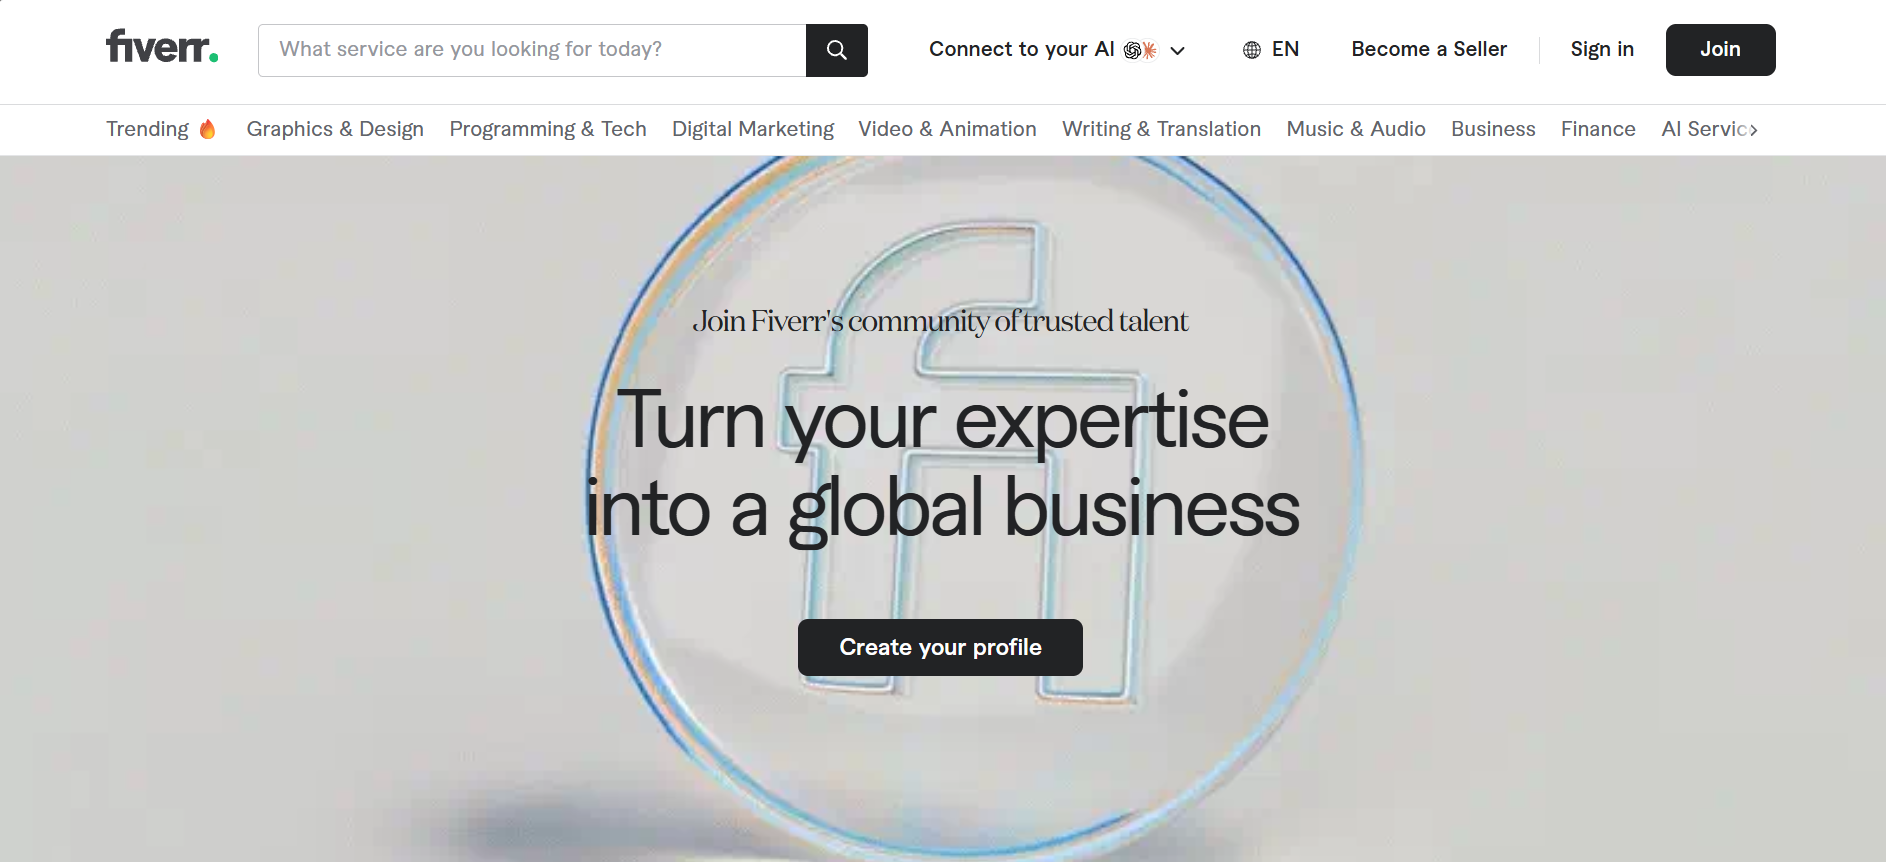 fiverr.
What service are you looking for today?
Connect to your AI
EN
Become a Seller
Sign in
Join
Trending
Graphics & Design
Programming & Tech
Digital Marketing
Video & Animation
Writing & Translation
Music & Audio
Business
Finance
AI Servic
fi
Join Fiverr's community of trusted talent
Turn your expertise
into a global business
Create your profile